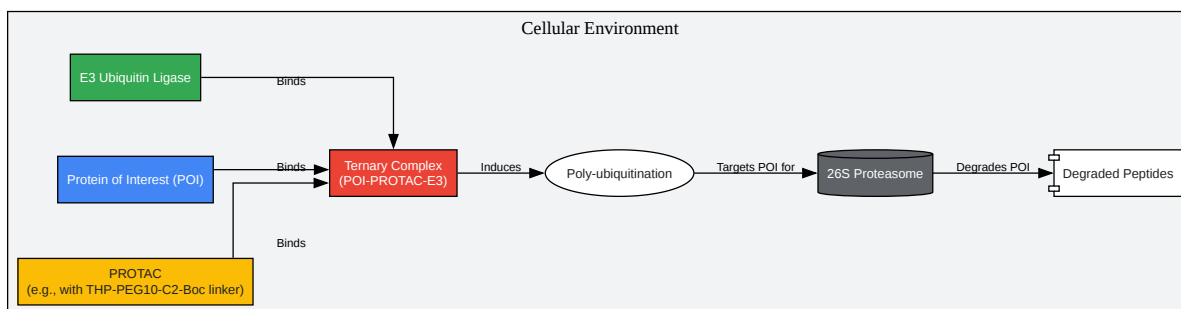 Cellular Environment
E3 Ubiquitin Ligase
Binds
Protein of Interest (POI)
Binds
Ternary Complex
(POI-PROTAC-E3)
Induces
Poly-ubiquitination
Targets POI for
26S Proteasome
Degrades POI
Degraded Peptides
Binds
PROTAC
(e.g., with THP-PEG10-C2-Boc linker)